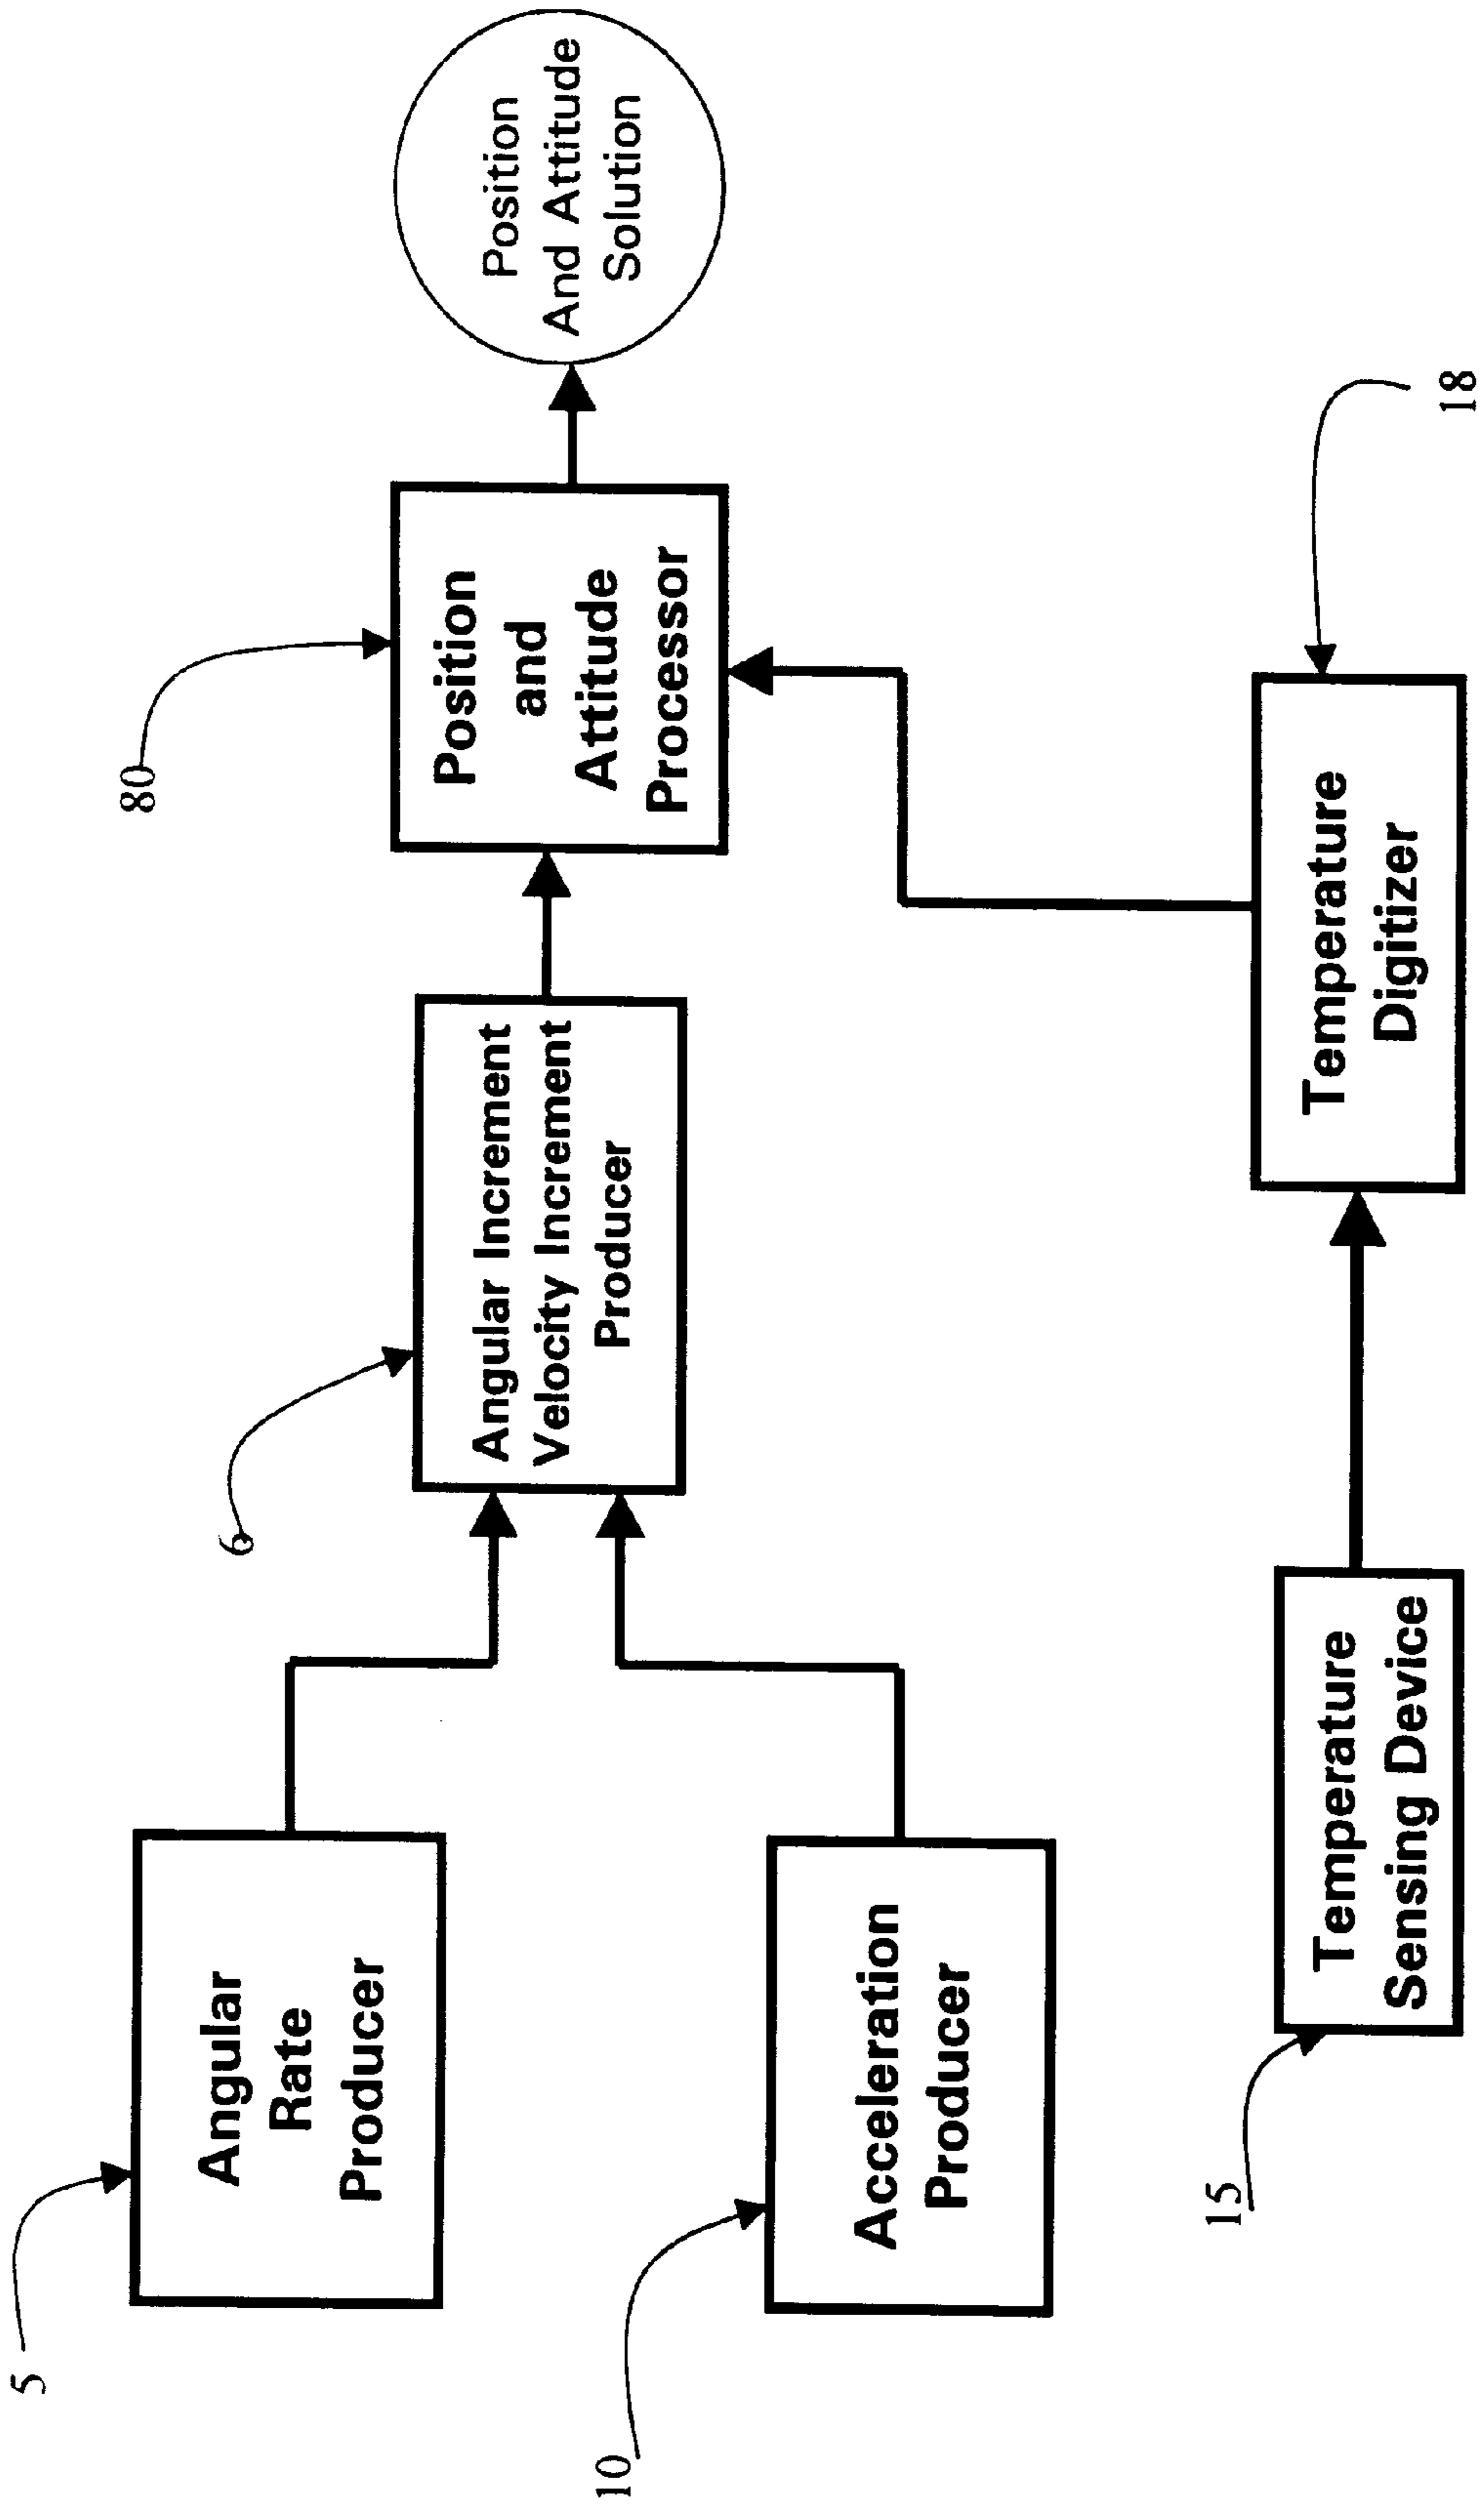 5
Angular
Rate
Producer
10
Acceleration
Producer
15
Temperature
Sensing Device
6
Angular Increment
Velocity Increment
Producer
80
Position
and
Attitude
Processor
Temperature
Digitizer
18
Position
And Attitude
Solution